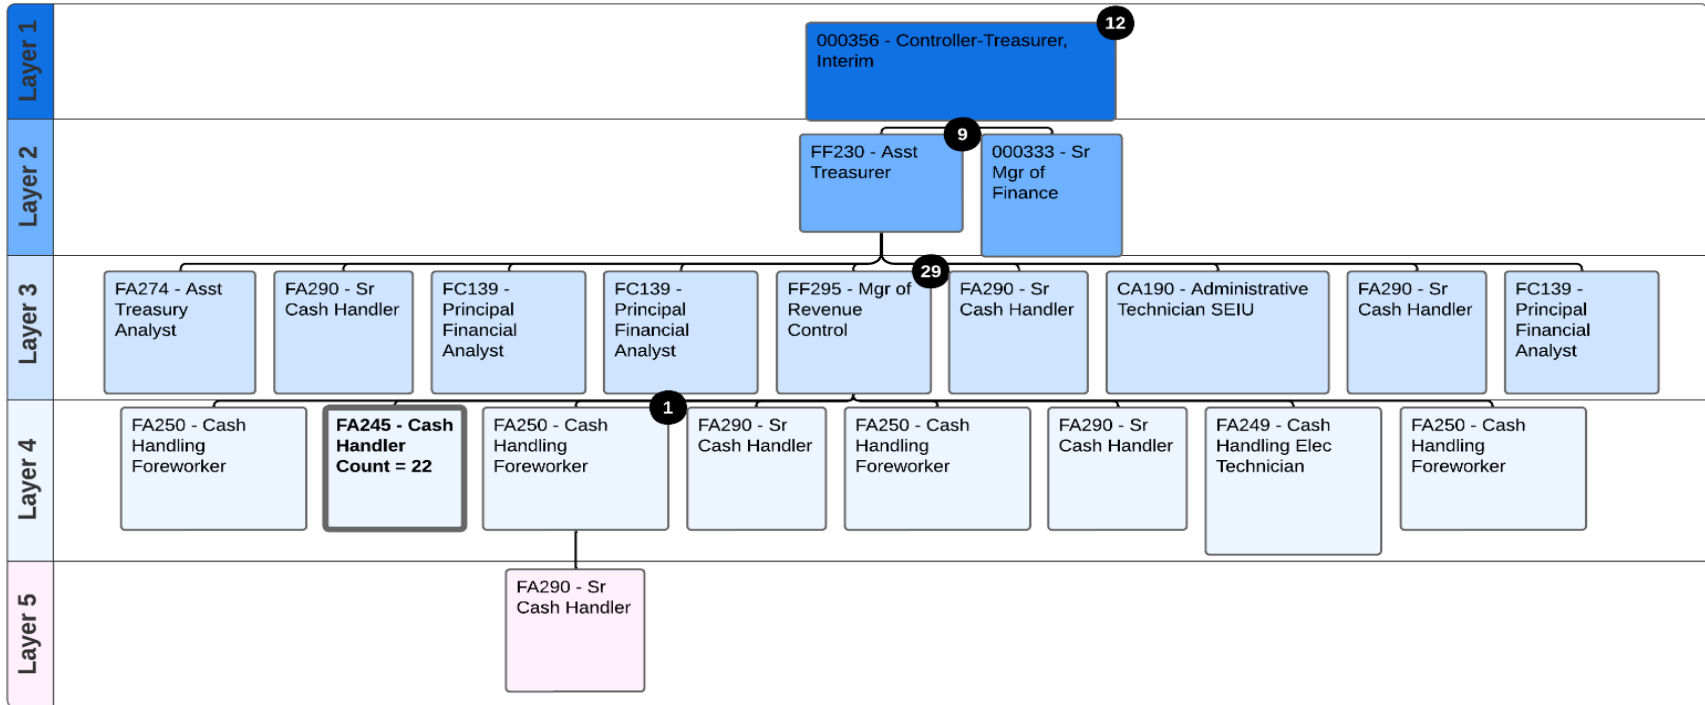 Layer 1
12
000356 - Controller-Treasurer,
Interim
Layer 2
9
FF230 - Asst
Treasurer
000333 - Sr
Mgr of
Finance
Layer 3
29
FA274 - Asst
Treasury
Analyst
FA290 - Sr
Cash Handler
FC139 -
Principal
Financial
Analyst
FC139 -
Principal
Financial
Analyst
FF295 - Mgr of
Revenue
Control
FA290 - Sr
Cash Handler
CA190 - Administrative
Technician SEIU
FA290 - Sr
Cash Handler
FC139 -
Principal
Financial
Analyst
Layer 4
1
FA250 - Cash
Handling
Foreworker
FA245 - Cash
Handler
Count = 22
FA250 - Cash
Handling
Foreworker
FA290 - Sr
Cash Handler
FA250 - Cash
Handling
Foreworker
FA290 - Sr
Cash Handler
FA249 - Cash
Handling Elec
Technician
FA250 - Cash
Handling
Foreworker
Layer 5
FA290 - Sr
Cash Handler